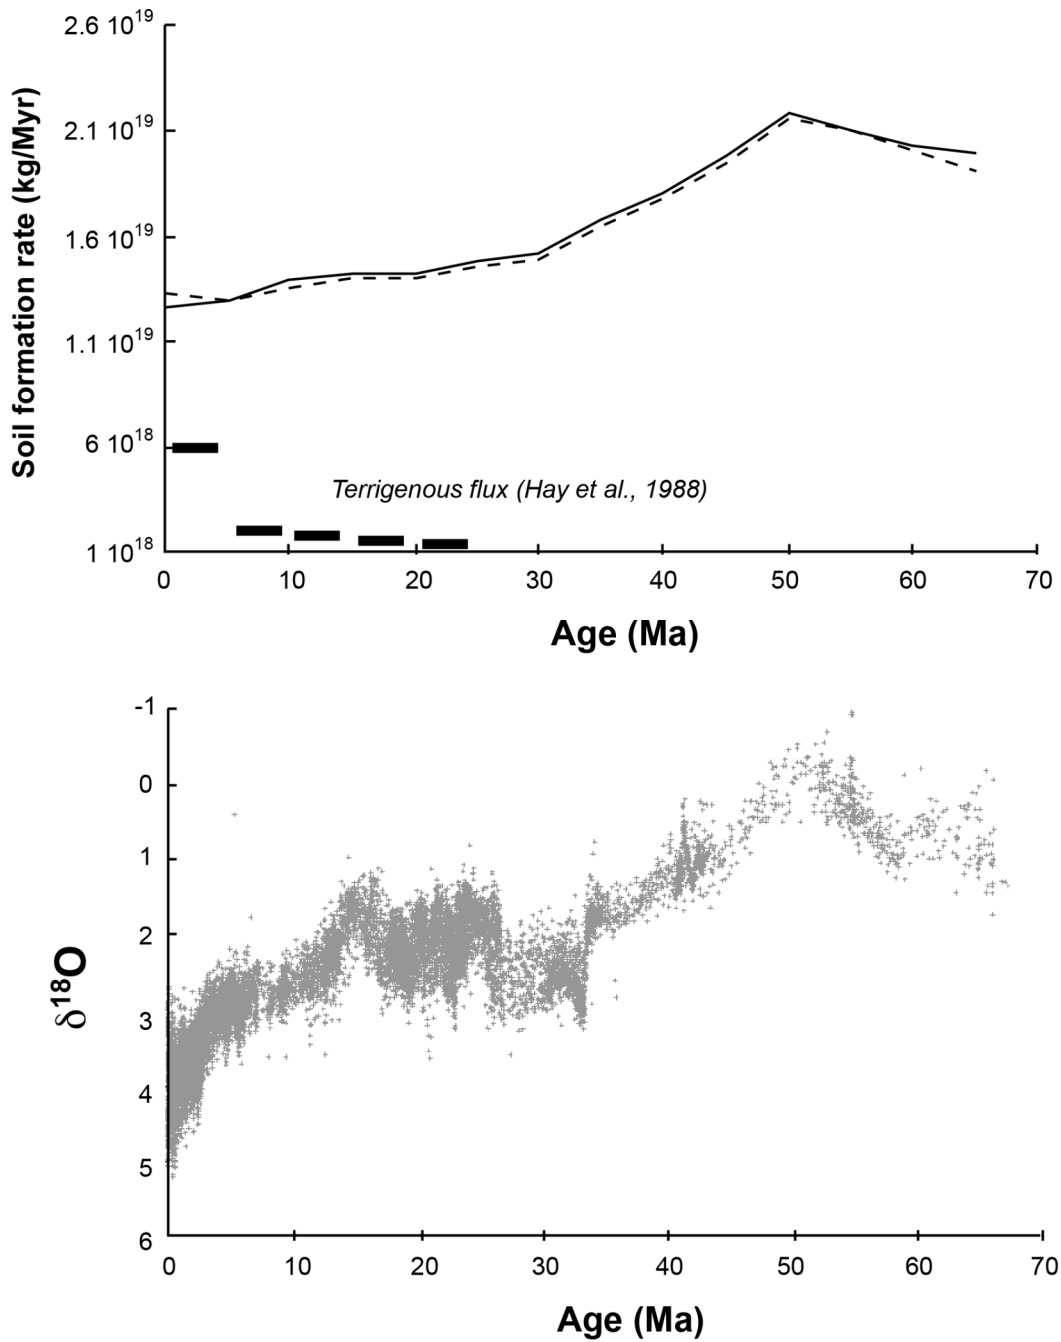 Soil formation rate (kg/Myr)
2.6 10^19
2.1 10^19
1.6 10^19
1.1 10^19
6 10^18
1 10^18
Terrigenous flux (Hay et al., 1988)
0 10 20 30 40 50 60 70
Age (Ma)
δ18O
-1
0
1
2
3
4
5
6
0 10 20 30 40 50 60 70
Age (Ma)